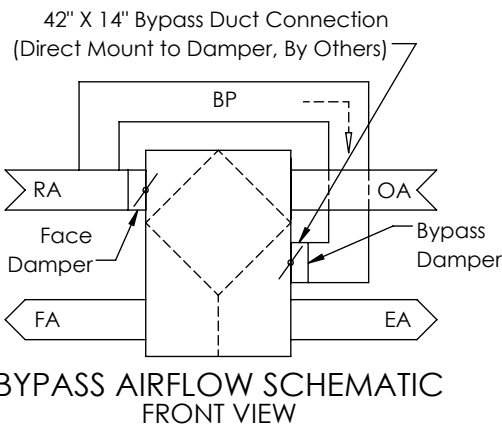 42" X 14" Bypass Duct Connection
(Direct Mount to Damper, By Others)
BP
RA
OA
Face
Damper
Bypass
Damper
FA
EA
BYPASS AIRFLOW SCHEMATIC
FRONT VIEW